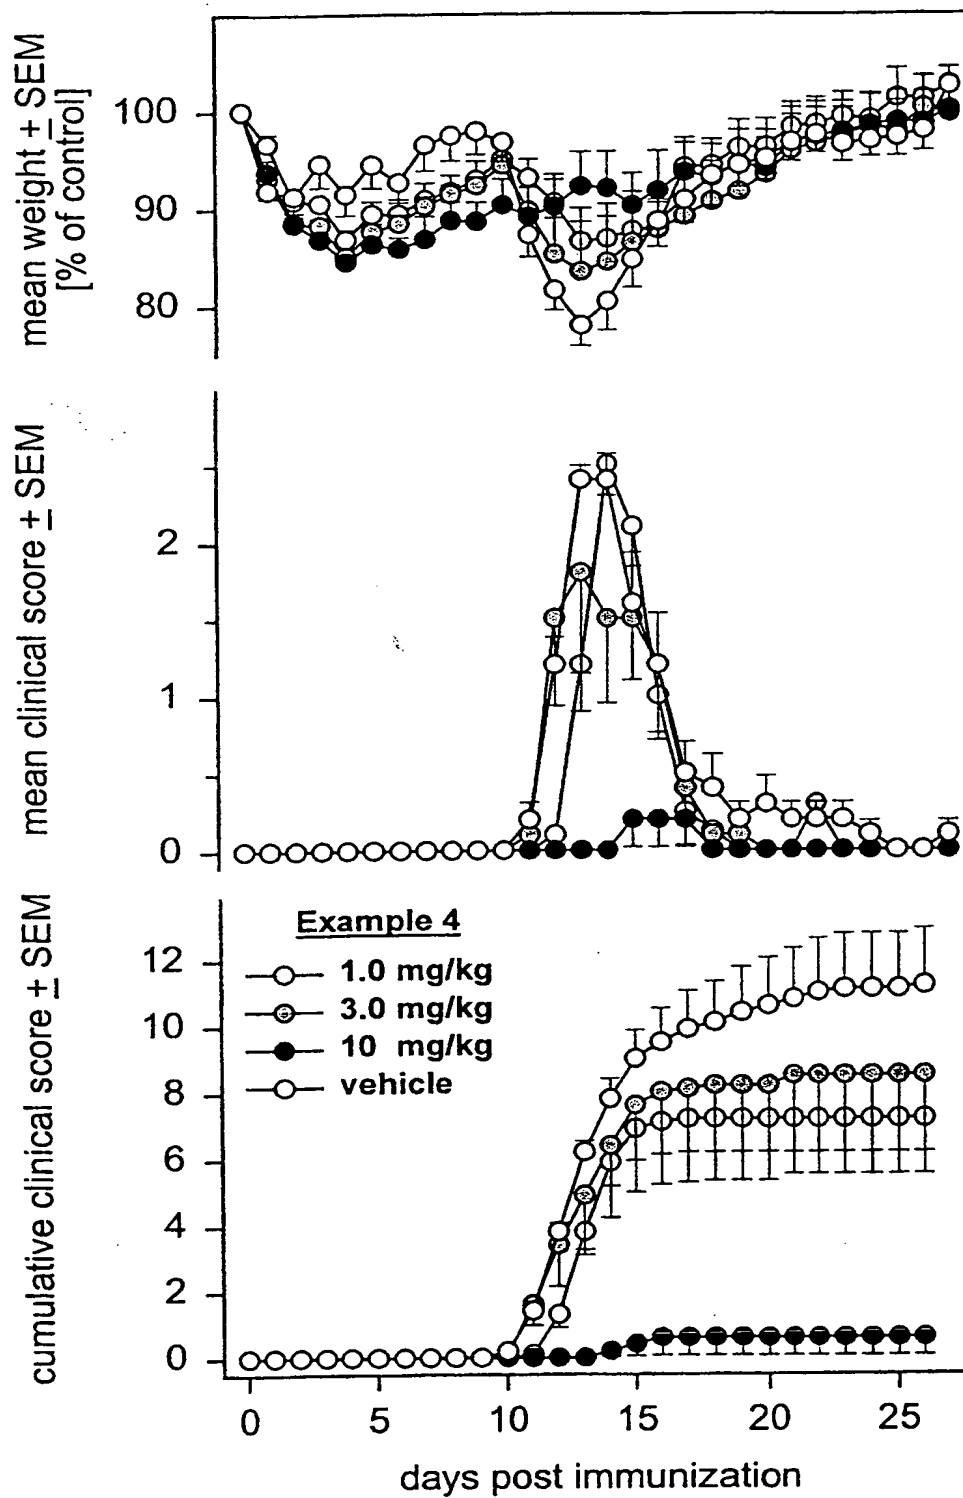 mean weight ± SEM
[% of control]
100
90
80
mean clinical score ± SEM
2
1
0
cumulative clinical score ± SEM
12
10
8
6
4
2
0
Example 4
1.0 mg/kg
3.0 mg/kg
10 mg/kg
vehicle
0 5 10 15 20 25
days post immunization